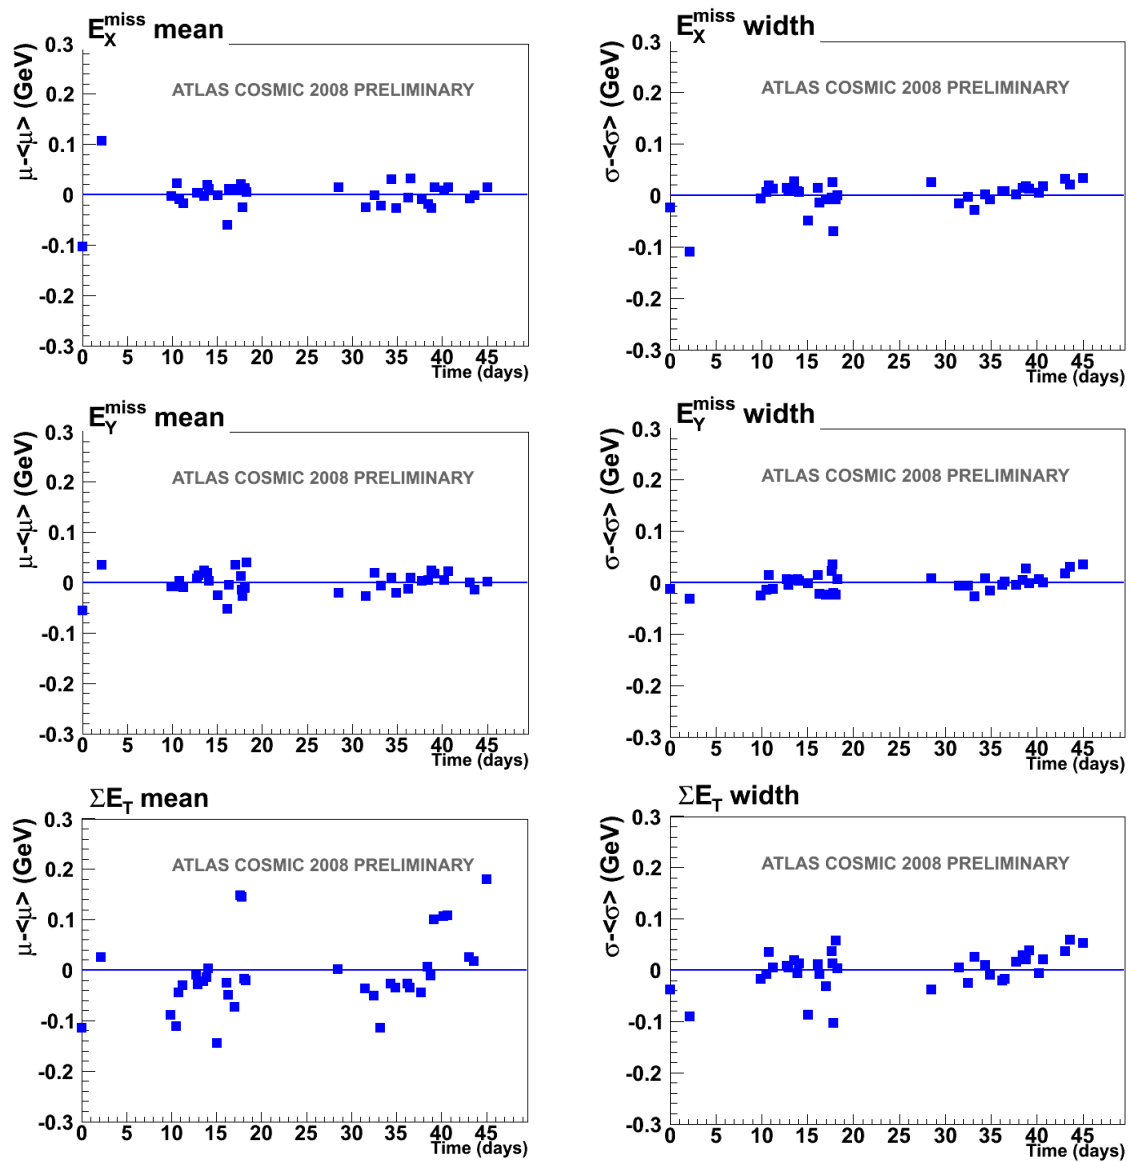 E_X^miss mean
μ-<μ> (GeV)
0.3
0.2
0.1
0
-0.1
-0.2
-0.3
ATLAS COSMIC 2008 PRELIMINARY
0 5 10 15 20 25 30 35 40 45
Time (days)
E_X^miss width
σ-<σ> (GeV)
0.3
0.2
0.1
0
-0.1
-0.2
-0.3
ATLAS COSMIC 2008 PRELIMINARY
0 5 10 15 20 25 30 35 40 45
Time (days)
E_Y^miss mean
μ-<μ> (GeV)
0.3
0.2
0.1
0
-0.1
-0.2
-0.3
ATLAS COSMIC 2008 PRELIMINARY
0 5 10 15 20 25 30 35 40 45
Time (days)
E_Y^miss width
σ-<σ> (GeV)
0.3
0.2
0.1
0
-0.1
-0.2
-0.3
ATLAS COSMIC 2008 PRELIMINARY
0 5 10 15 20 25 30 35 40 45
Time (days)
ΣE_T mean
μ-<μ> (GeV)
0.3
0.2
0.1
0
-0.1
-0.2
-0.3
ATLAS COSMIC 2008 PRELIMINARY
0 5 10 15 20 25 30 35 40 45
Time (days)
ΣE_T width
σ-<σ> (GeV)
0.3
0.2
0.1
0
-0.1
-0.2
-0.3
ATLAS COSMIC 2008 PRELIMINARY
0 5 10 15 20 25 30 35 40 45
Time (days)